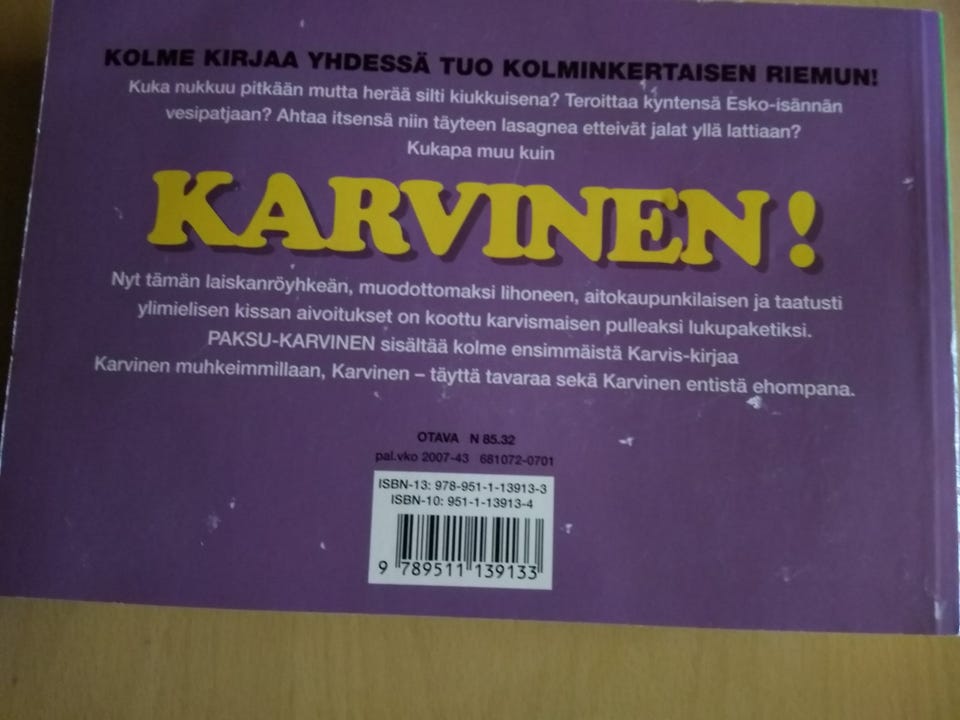 KOLME KIRJAA YHDESSÄ TUO KOLMINKERTAISEN RIEMUN!
Kuka nukkuu pitkään mutta herää silti kiukkuisena? Teroittaa kyntensä Esko-isännän
vesipatjaan? Ahtaa itsensä niin täyteen lasagnea etteivät jalat yllä lattiaan?
Kukapa muu kuin
KARVINEN!
Nyt tämän laiskanröyhkeän, muodottomaksi lihoneen, aitokaupunkilaisen ja taatusti
ylimielisen kissan aivoitukset on koottu karvismaisen pulleaksi lukupaketiksi.
PAKSU-KARVINEN sisältää kolme ensimmäistä Karvis-kirjaa
Karvinen muhkeimmillaan, Karvinen – täyttä tavaraa sekä Karvinen entistä ehompana.
OTAVA N 85.32
pal.vko 2007-43 681072-0701
ISBN-13: 978-951-1-13913-3
ISBN-10: 951-1-13913-4
9 789511 139133